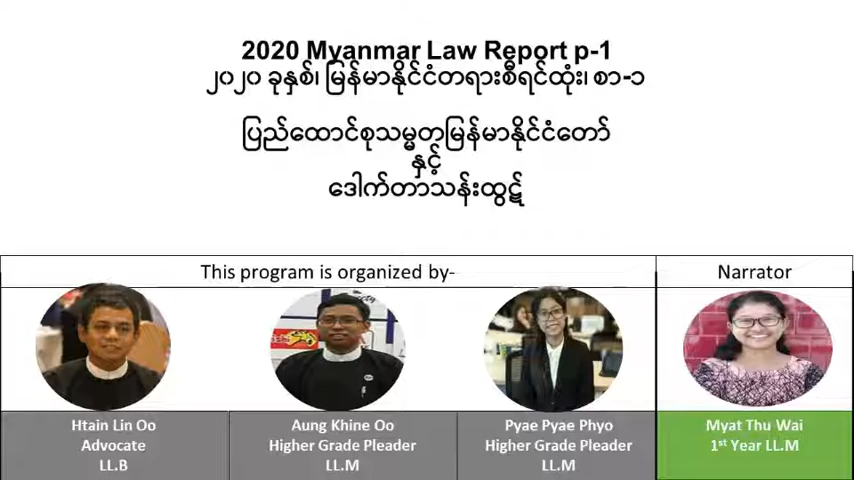 2020 Myanmar Law Report p-1
၂၀၂၀ ခုနှစ်၊ မြန်မာနိုင်ငံတရားစီရင်ထုံး၊ စာ-၁
ပြည်ထောင်စုသမ္မတမြန်မာနိုင်ငံတော်
နှင့်
ဒေါက်တာသန်းထွဋ်
This program is organized by-
Narrator
Htain Lin Oo
Advocate
LL.B
Aung Khine Oo
Higher Grade Pleader
LL.M
Pyae Pyae Phyo
Higher Grade Pleader
LL.M
Myat Thu Wai
1st Year LL.M